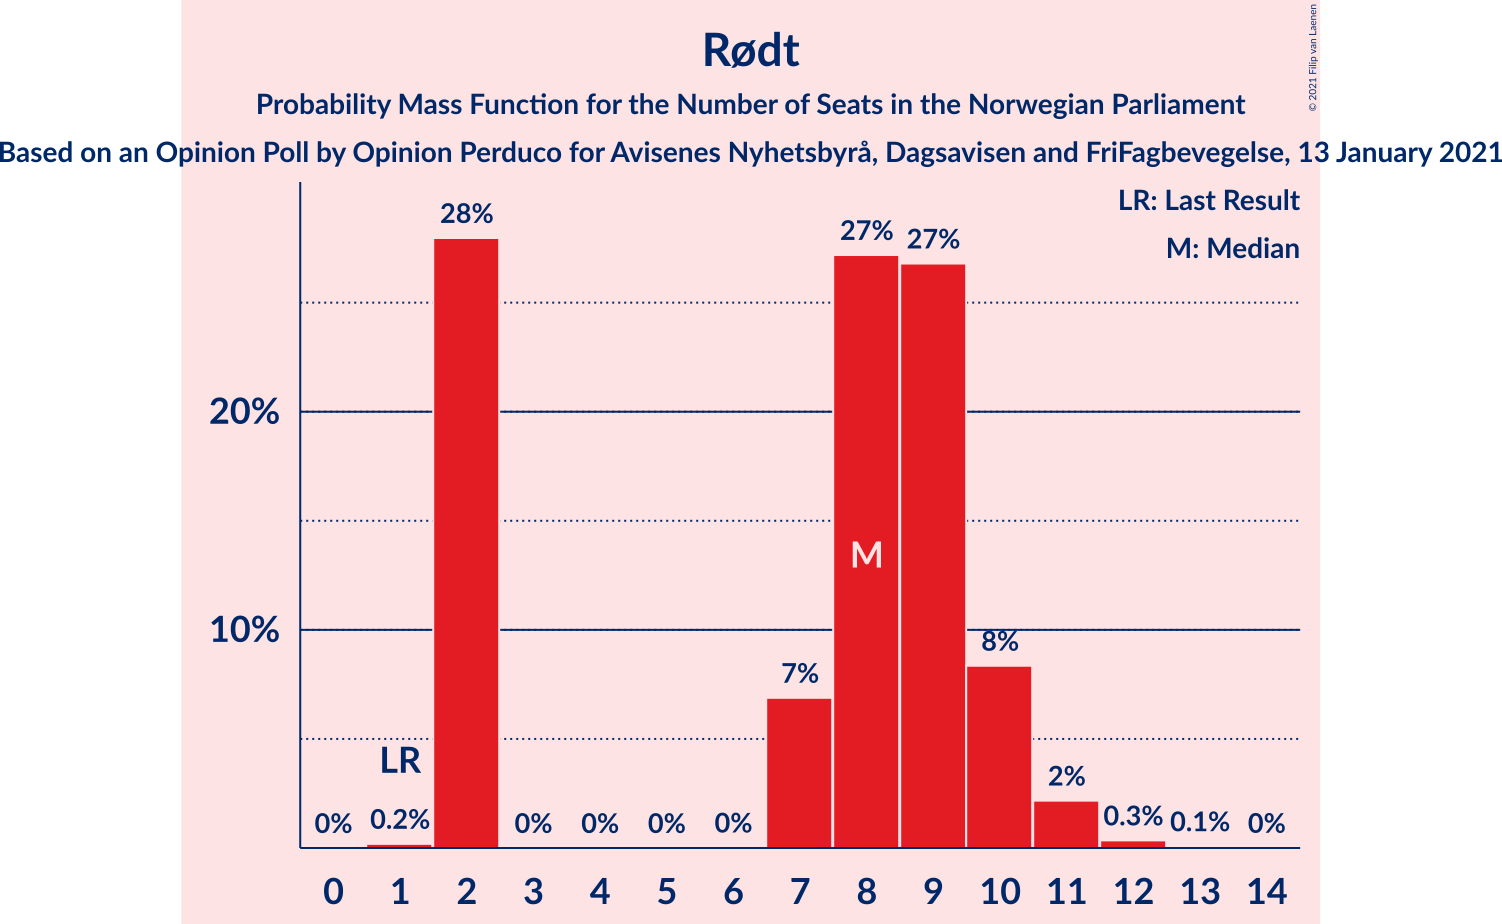 Rødt
Probability Mass Function for the Number of Seats in the Norwegian Parliament
Based on an Opinion Poll by Opinion Perduco for Avisenes Nyhetsbyrå, Dagsavisen and FriFagbevegelse, 13 January 2021
© 2021 Filip van Laenen
LR: Last Result
M: Median
28%
27%
27%
20%
M
10%
8%
7%
LR
2%
0%
0.2%
0%
0%
0%
0%
0.3%
0.1%
0%
0 1 2 3 4 5 6 7 8 9 10 11 12 13 14